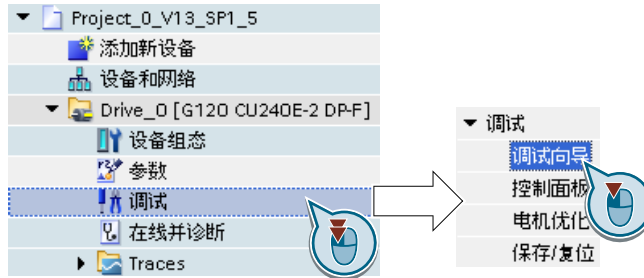 Project_0_V13_SP1_5
添加新设备
设备和网络
Drive_0 [G120 CU240E-2 DP-F]
设备组态
参数
调试
在线并诊断
Traces
调试
调试向导
控制面板
电机优化
保存/复位